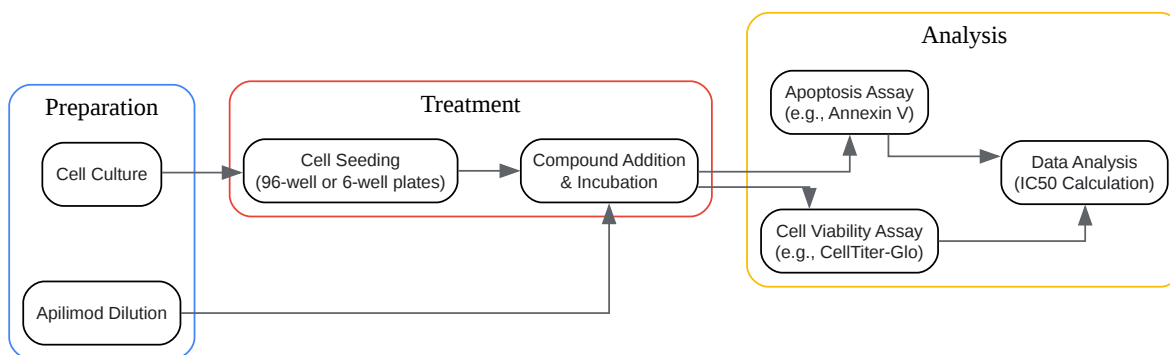 Preparation
Cell Culture
Apilimod Dilution
Treatment
Cell Seeding
(96-well or 6-well plates)
Compound Addition
& Incubation
Analysis
Apoptosis Assay
(e.g., Annexin V)
Cell Viability Assay
(e.g., CellTiter-Glo)
Data Analysis
(IC50 Calculation)